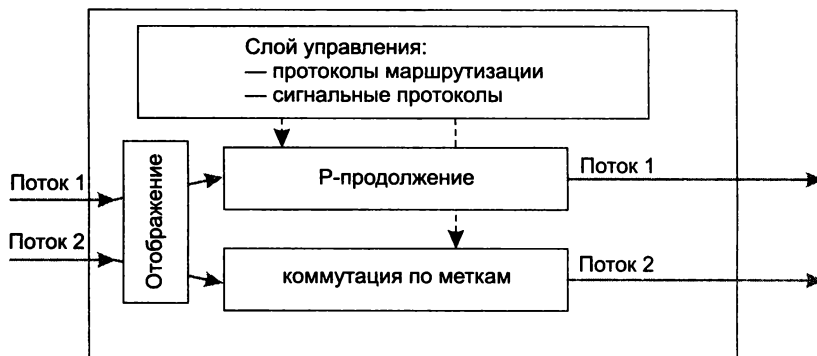 Слой управления:
— протоколы маршрутизации
— сигнальные протоколы
Поток 1
Отображение
P-продолжение
Поток 1
Поток 2
коммутация по меткам
Поток 2